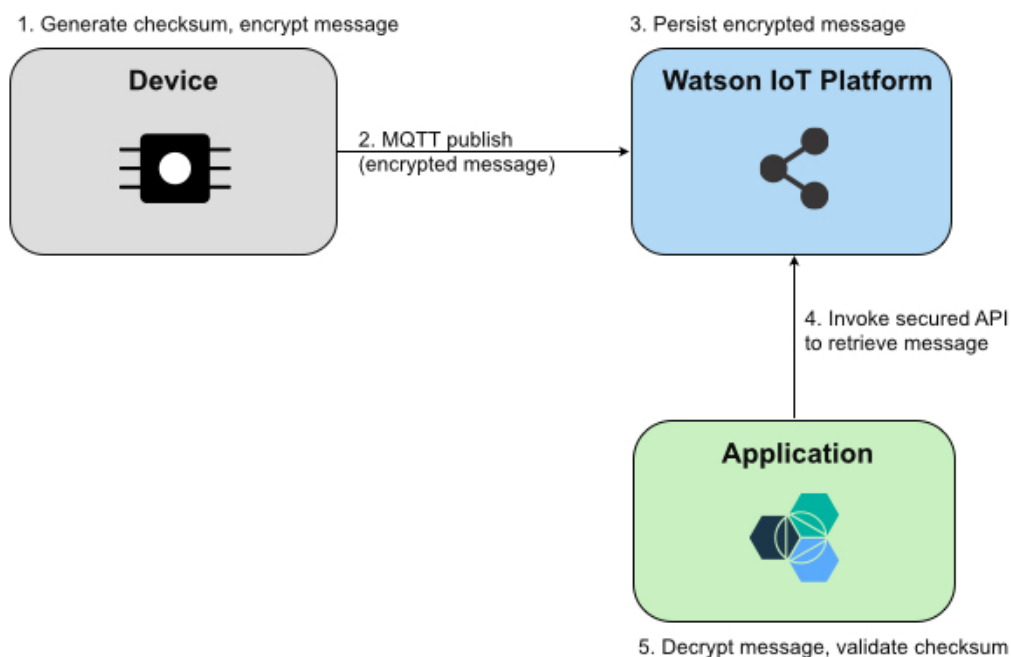 1. Generate checksum, encrypt message
3. Persist encrypted message
Device
Watson IoT Platform
2. MQTT publish
(encrypted message)
4. Invoke secured API
to retrieve message
Application
5. Decrypt message, validate checksum